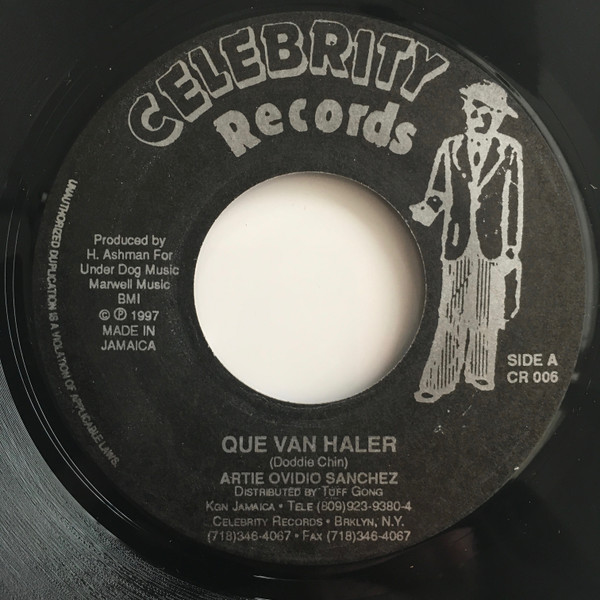 CELEBRITY
Records
UNAUTHORIZED DUPLICATION IS A VIOLATION OF APPLICABLE LAWS.
Produced by
H. Ashman For
Under Dog Music
Marwell Music
BMI
© ℗ 1997
MADE IN
JAMAICA
SIDE A
CR 006
QUE VAN HALER
(Doddie Chin)
ARTIE OVIDIO SANCHEZ
DISTRIBUTED BY TUFF GONG
KGN JAMAICA • TELE (809)923-9380-4
CELEBRITY RECORDS • BRKLYN, N.Y.
(718)346-4067 • FAX (718)346-4067